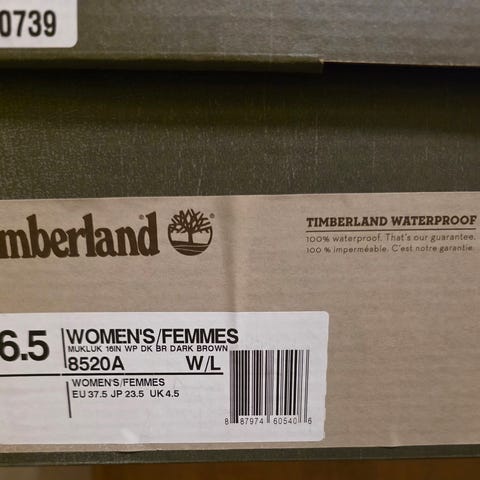 0739
mberland®
TIMBERLAND WATERPROOF
100% waterproof. That's our guarantee.
100 % imperméable. C'est notre garantie.
6.5
WOMEN'S/FEMMES
MUKLUK 16IN WP DK BR DARK BROWN
8520A W/L
WOMEN'S/FEMMES
EU 37.5 JP 23.5 UK 4.5
8 87974 60540 6